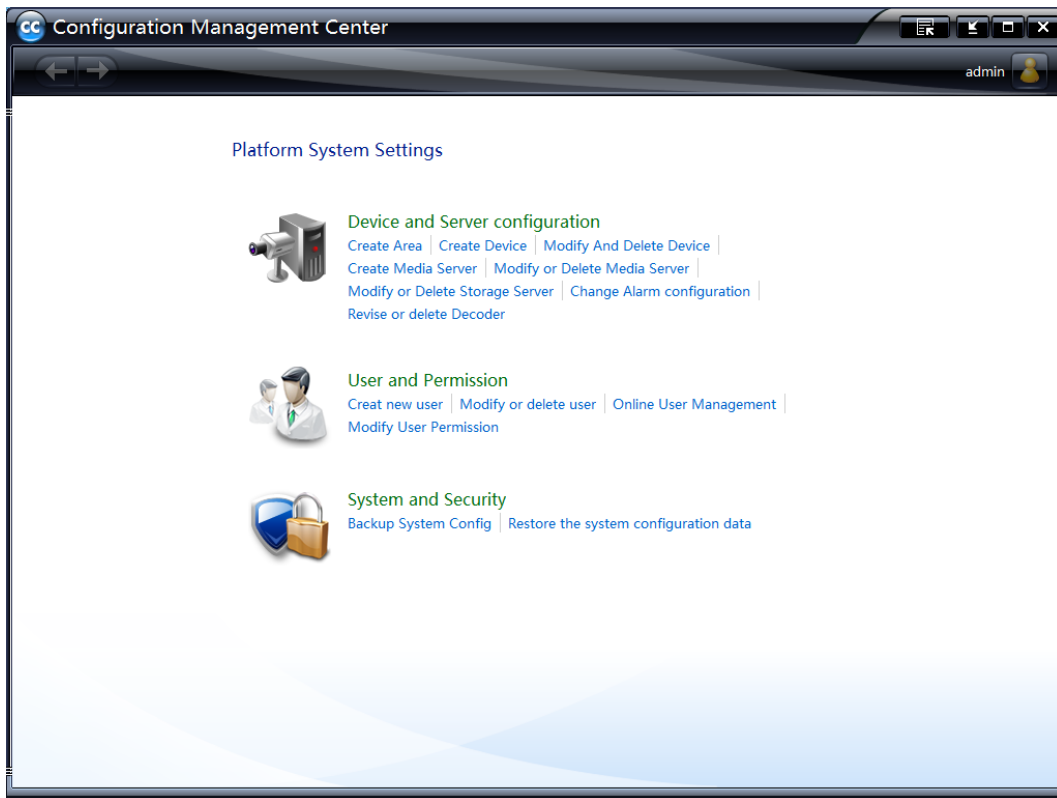 CC Configuration Management Center
admin
Platform System Settings
Device and Server configuration
Create Area Create Device Modify And Delete Device
Create Media Server Modify or Delete Media Server
Modify or Delete Storage Server Change Alarm configuration
Revise or delete Decoder
User and Permission
Creat new user Modify or delete user Online User Management
Modify User Permission
System and Security
Backup System Config Restore the system configuration data